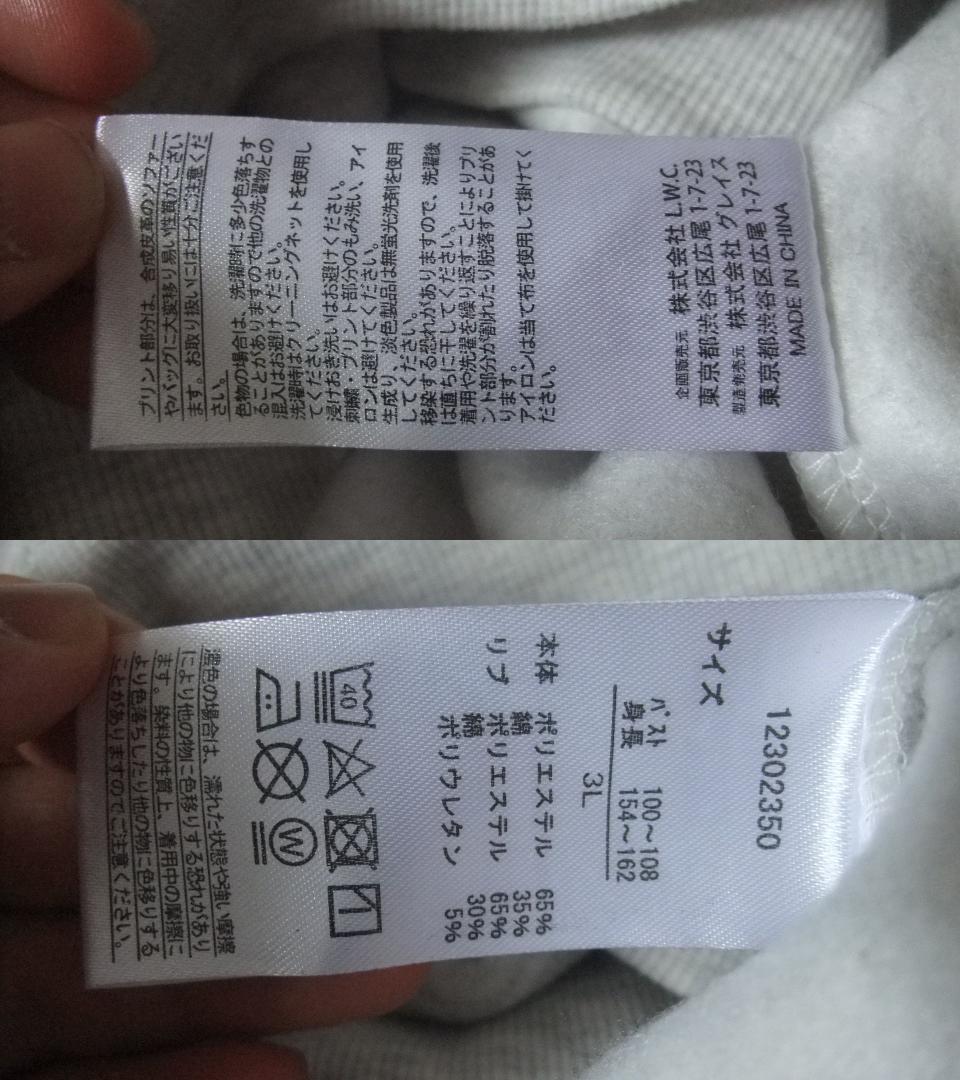 プリント部分は、合成皮革のソファー
やバッグに大変移り易い性質がござい
ます。お取り扱いには十分ご注意くだ
さい。
色物の場合は、洗濯時に多少色落ちす
ることがありますので他の洗濯物との
混入はお避けください。
洗濯時はクリーニングネットを使用し
てください。
浸けおき洗いはお避けください。
刺繍・プリント部分のもみ洗い、アイ
ロンは避けてください。
生成り、淡色製品は無蛍光洗剤を使用
してください。
移染する恐れがありますので、洗濯後
は直ちに干してください。
着用や洗濯を繰り返すことによりプリ
ント部分が割れたり脱落することがあ
ります。
アイロンは当て布を使用して掛けてく
ださい。
企画販売元 株式会社 L.W.C.
東京都渋谷区広尾 1-7-23
製造発売元 株式会社 グレイス
東京都渋谷区広尾 1-7-23
MADE IN CHINA
12302350
サイズ
バスト 100～108
身長 154～162
3L
本体 ポリエステル 65%
綿 35%
リブ ポリエステル 65%
綿 30%
ポリウレタン 5%
40
W
濃色の場合は、濡れた状態や強い摩擦
により他の物に色移りする恐れがあり
ます。染料の性質上、着用中の摩擦に
より色落ちしたり他の物に色移りする
ことがありますのでご注意ください。